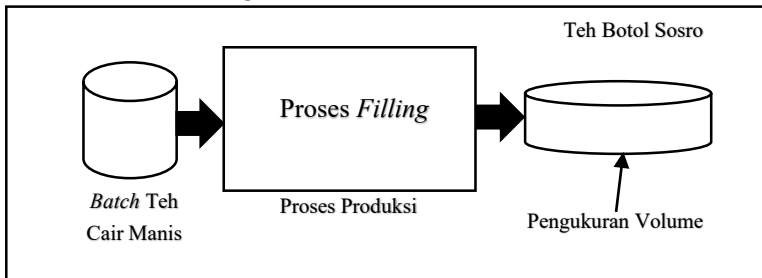 Teh Botol Sosro
Proses Filling
Batch Teh
Cair Manis
Proses Produksi
Pengukuran Volume